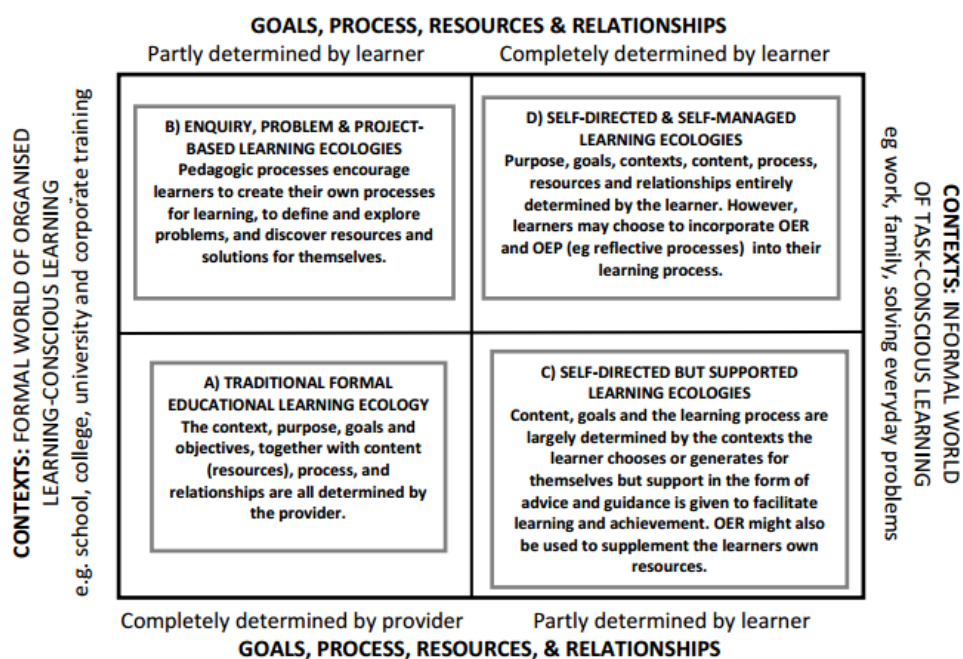 GOALS, PROCESS, RESOURCES & RELATIONSHIPS
Partly determined by learner
Completely determined by learner
CONTEXTS: FORMAL WORLD OF ORGANISED
LEARNING-CONSCIOUS LEARNING
e.g. school, college, university and corporate training
B) ENQUIRY, PROBLEM & PROJECT-
BASED LEARNING ECOLOGIES
Pedagogic processes encourage
learners to create their own processes
for learning, to define and explore
problems, and discover resources and
solutions for themselves.
D) SELF-DIRECTED & SELF-MANAGED
LEARNING ECOLOGIES
Purpose, goals, contexts, content, process,
resources and relationships entirely
determined by the learner. However,
learners may choose to incorporate OER
and OEP (eg reflective processes) into their
learning process.
A) TRADITIONAL FORMAL
EDUCATIONAL LEARNING ECOLOGY
The context, purpose, goals and
objectives, together with content
(resources), process, and
relationships are all determined by
the provider.
C) SELF-DIRECTED BUT SUPPORTED
LEARNING ECOLOGIES
Content, goals and the learning process are
largely determined by the contexts the
learner chooses or generates for
themselves but support in the form of
advice and guidance is given to facilitate
learning and achievement. OER might also
be used to supplement the learners own
resources.
CONTEXTS: INFORMAL WORLD
OF TASK-CONSCIOUS LEARNING
eg work, family, solving everyday problems
Completely determined by provider
Partly determined by learner
GOALS, PROCESS, RESOURCES, & RELATIONSHIPS